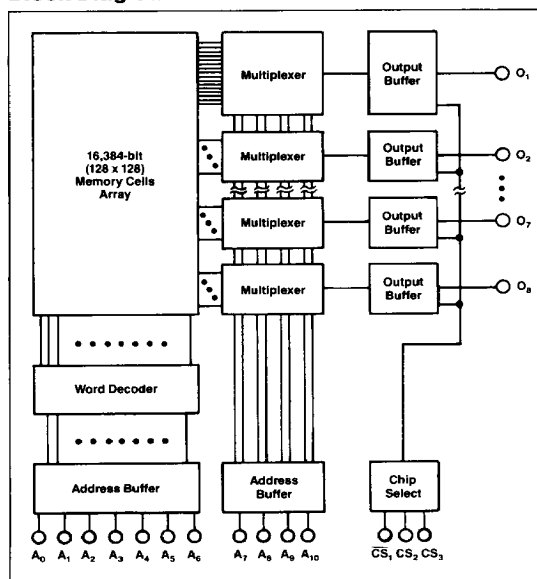 Multiplexer
Output
Buffer
O1
16,384-bit
(128 x 128)
Memory Cells
Array
Multiplexer
Output
Buffer
O2
Multiplexer
Output
Buffer
O7
Multiplexer
Output
Buffer
O8
Word Decoder
Address Buffer
Address
Buffer
Chip
Select
A0 A1 A2 A3 A4 A5 A6 A7 A8 A9 A10 C̅S̅1 CS2 CS3